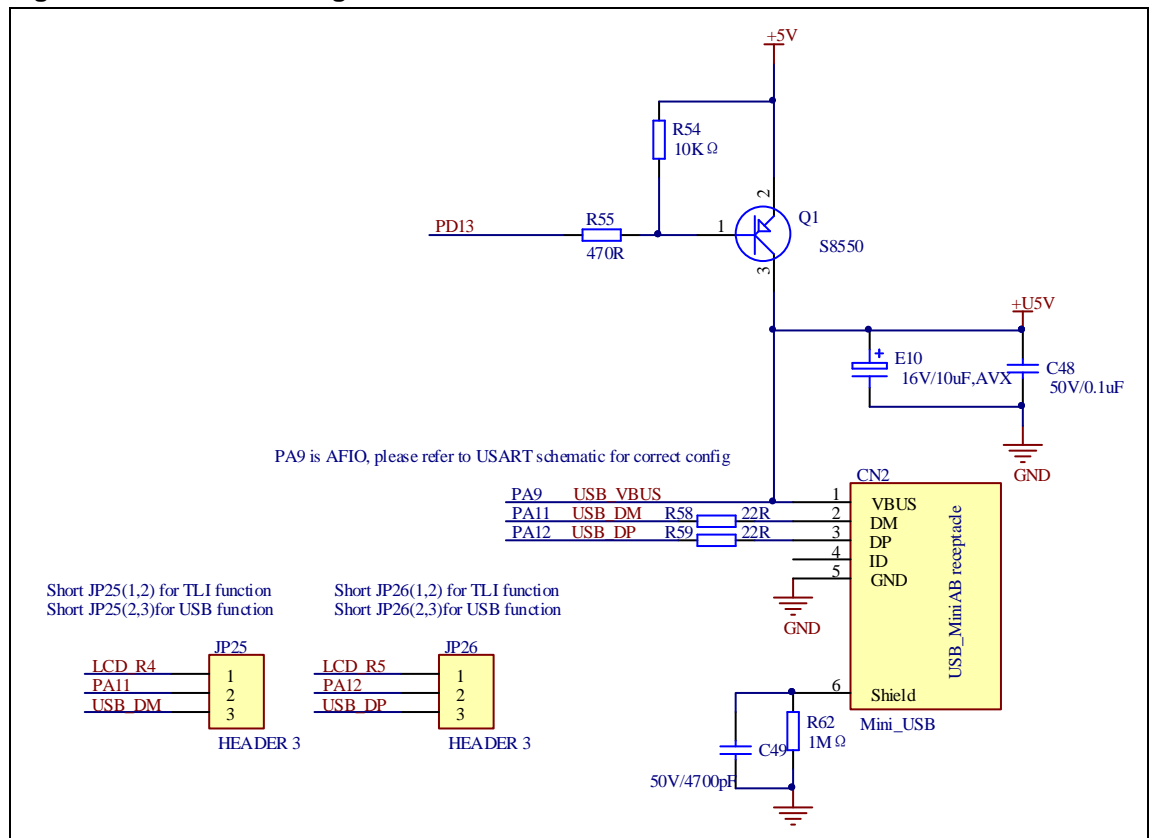 +5V
R54
10KΩ
2
PD13
R55
1
Q1
470R
S8550
3
+U5V
+
E10
C48
16V/10uF,AVX
50V/0.1uF
PA9 is AFIO, please refer to USART schematic for correct config
GND
CN2
PA9 USB_VBUS 1 VBUS
PA11 USB_DM R58 22R 2 DM
PA12 USB_DP R59 22R 3 DP
4 ID
5 GND
GND
USB_MiniAB receptacle
Short JP25(1,2) for TLI function
Short JP25(2,3)for USB function
Short JP26(1,2) for TLI function
Short JP26(2,3)for USB function
JP25
LCD_R4 1
PA11 2
USB_DM 3
HEADER 3
JP26
LCD_R5 1
PA12 2
USB_DP 3
HEADER 3
6 Shield
Mini_USB
R62
1MΩ
C49
50V/4700pF